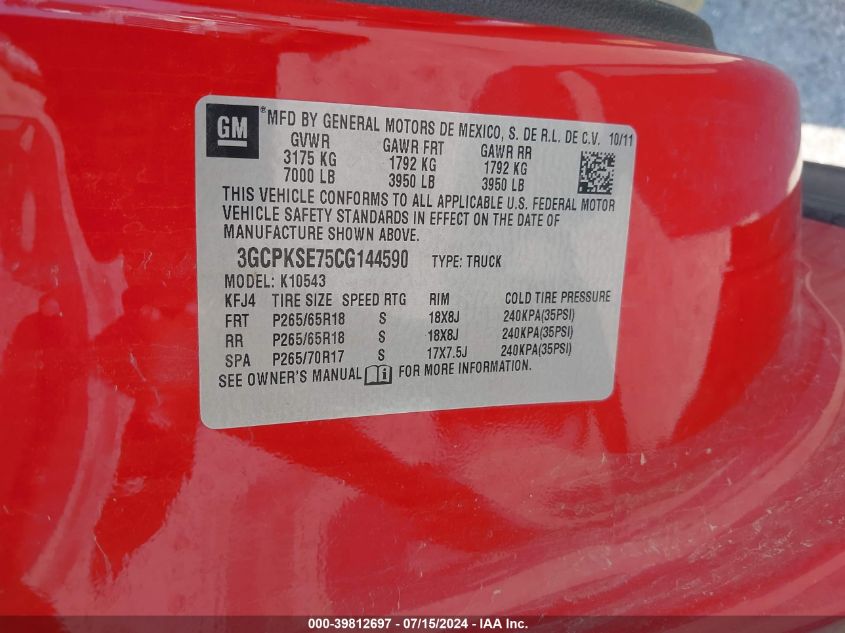 GM ® MFD BY GENERAL MOTORS DE MEXICO, S. DE R.L. DE C.V. 10/11
GVWR GAWR FRT GAWR RR
3175 KG 1792 KG 1792 KG
7000 LB 3950 LB 3950 LB
THIS VEHICLE CONFORMS TO ALL APPLICABLE U.S. FEDERAL MOTOR
VEHICLE SAFETY STANDARDS IN EFFECT ON THE DATE OF
MANUFACTURE SHOWN ABOVE.
3GCPKSE75CG144590 TYPE: TRUCK
MODEL: K10543
KFJ4 TIRE SIZE SPEED RTG RIM COLD TIRE PRESSURE
FRT P265/65R18 S 18X8J 240KPA(35PSI)
RR P265/65R18 S 18X8J 240KPA(35PSI)
SPA P265/70R17 S 17X7.5J 240KPA(35PSI)
SEE OWNER'S MANUAL i FOR MORE INFORMATION.
000-39812697 / 07/15/2024 - IAA Inc.